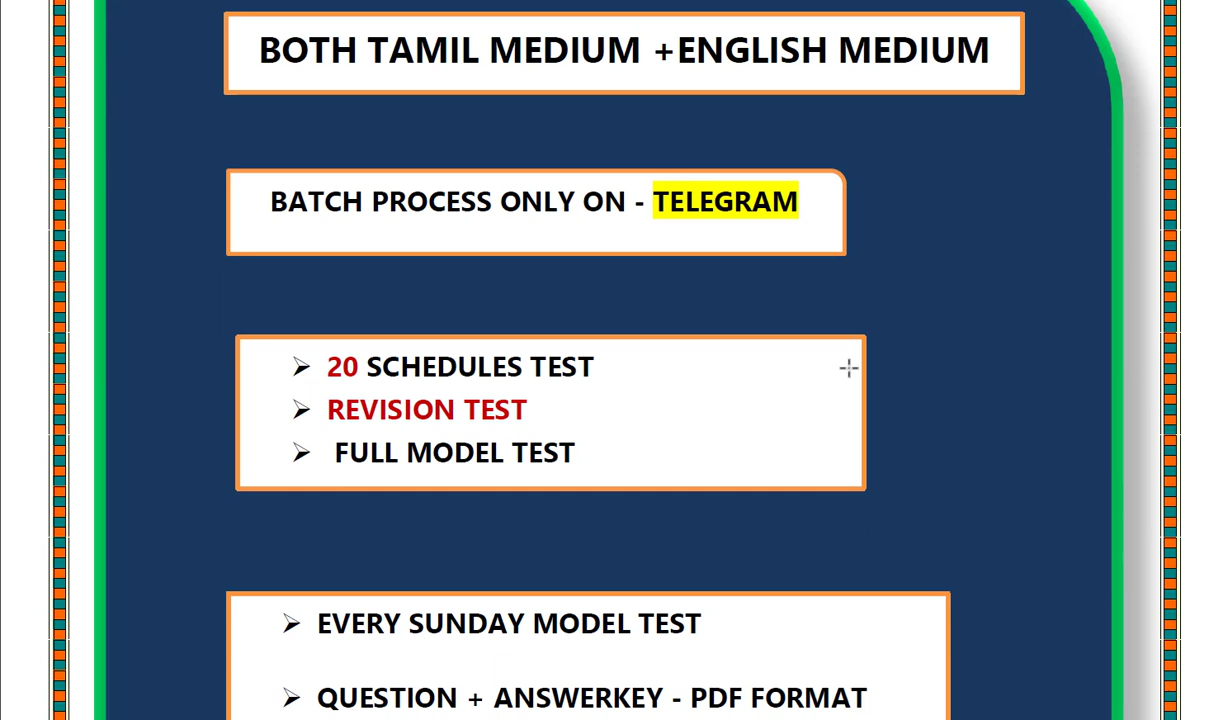 BOTH TAMIL MEDIUM +ENGLISH MEDIUM
BATCH PROCESS ONLY ON - TELEGRAM
➢ 20 SCHEDULES TEST
➢ REVISION TEST
➢ FULL MODEL TEST
➢ EVERY SUNDAY MODEL TEST
➢ QUESTION + ANSWERKEY - PDF FORMAT